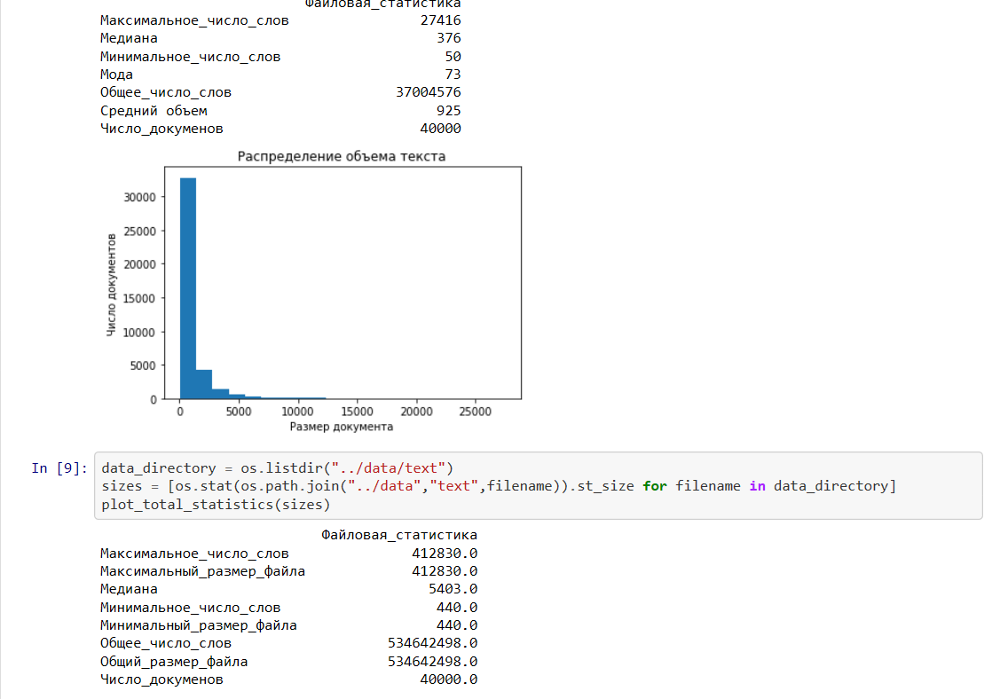 Файловая_статистика
Максимальное_число_слов 27416
Медиана 376
Минимальное_число_слов 50
Мода 73
Общее_число_слов 37004576
Средний объем 925
Число_докуменов 40000
Распределение объема текста
30000
25000
20000
15000
10000
5000
0
Число документов
0 5000 10000 15000 20000 25000
Размер документа
In [9]: data_directory = os.listdir("../data/text")
sizes = [os.stat(os.path.join("../data","text",filename)).st_size for filename in data_directory]
plot_total_statistics(sizes)
Файловая_статистика
Максимальное_число_слов 412830.0
Максимальный_размер_файла 412830.0
Медиана 5403.0
Минимальное_число_слов 440.0
Минимальный_размер_файла 440.0
Общее_число_слов 534642498.0
Общий_размер_файла 534642498.0
Число_докуменов 40000.0